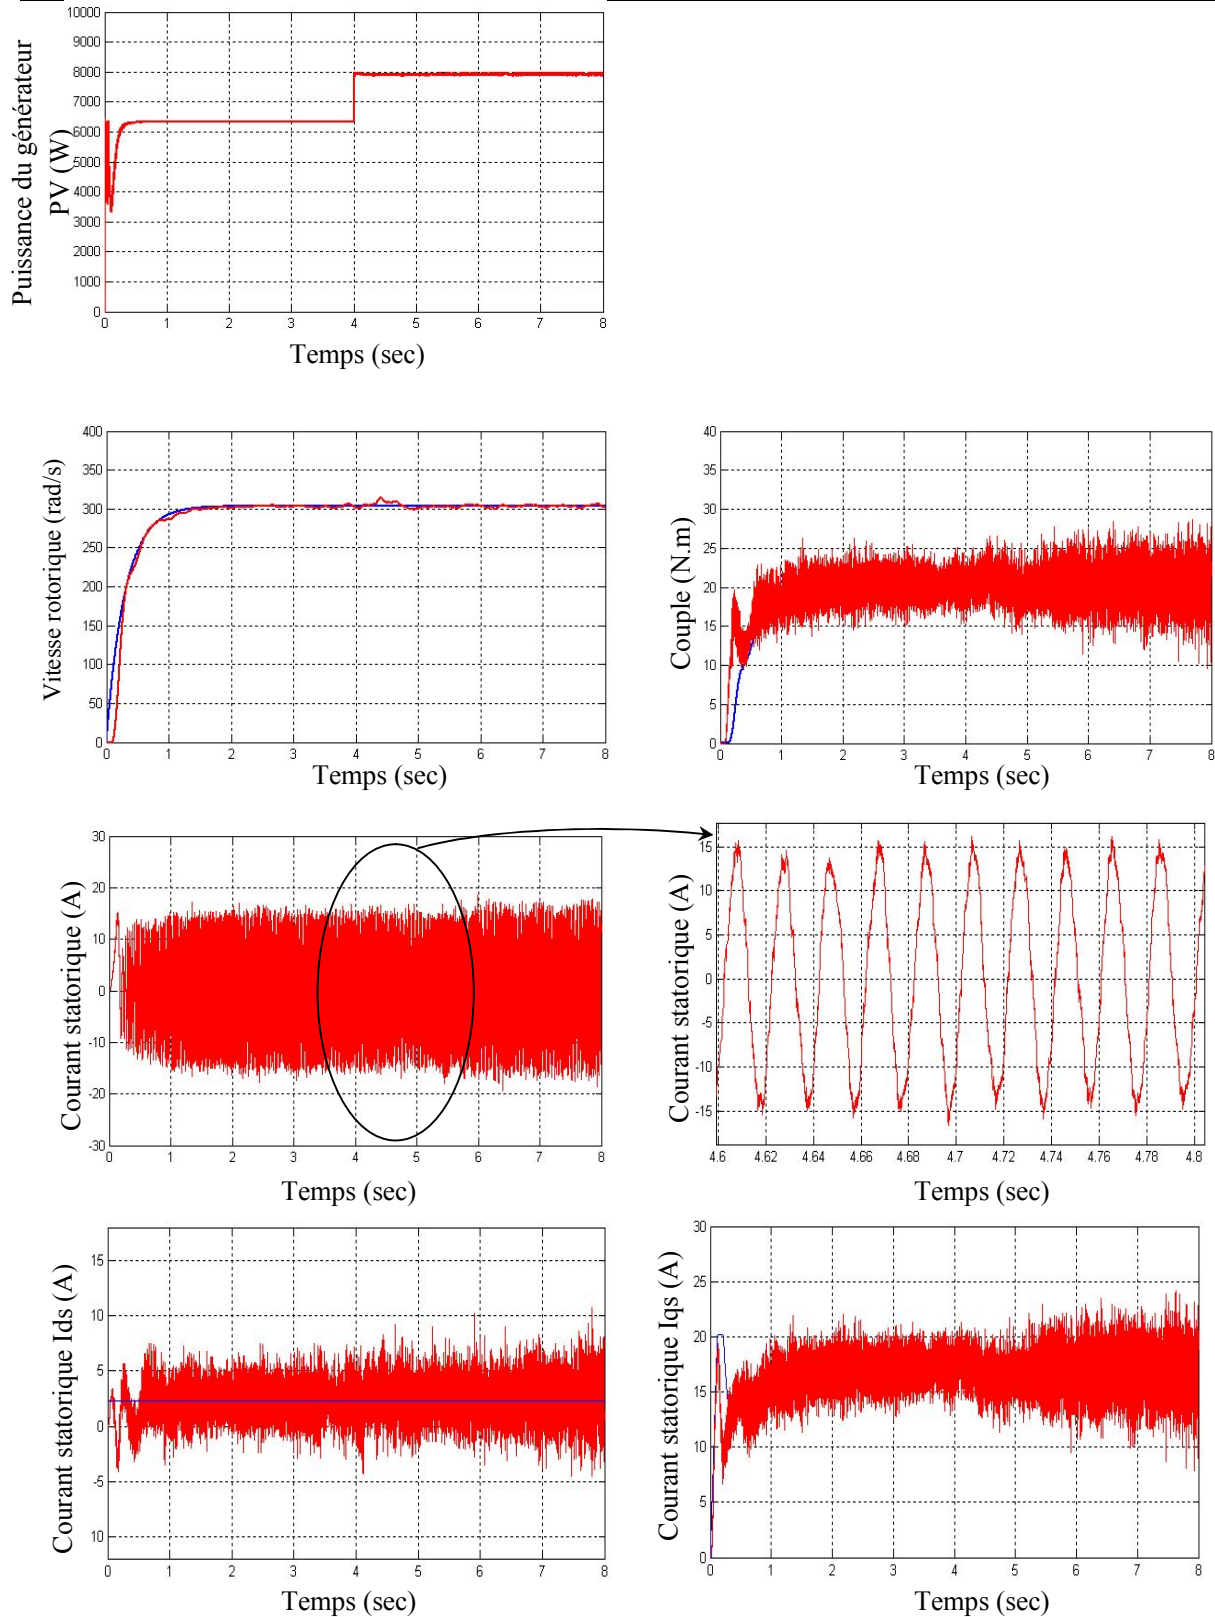 10000
9000
8000
7000
6000
5000
4000
3000
2000
1000
0
0 1 2 3 4 5 6 7 8
Puissance du générateur
PV (W)
Temps (sec)
400
350
300
250
200
150
100
50
0
0 1 2 3 4 5 6 7 8
Vitesse rotorique (rad/s)
Temps (sec)
40
35
30
25
20
15
10
5
0
0 1 2 3 4 5 6 7 8
Couple (N.m)
Temps (sec)
30
20
10
0
-10
-20
-30
0 1 2 3 4 5 6 7 8
Courant statorique (A)
Temps (sec)
15
10
5
0
-5
-10
-15
4.6 4.62 4.64 4.66 4.68 4.7 4.72 4.74 4.76 4.78 4.8
Courant statorique (A)
Temps (sec)
15
10
5
0
-5
10
0 1 2 3 4 5 6 7 8
Courant statorique Ids (A)
Temps (sec)
30
25
20
15
10
5
0
0 1 2 3 4 5 6 7 8
Courant statorique Iqs (A)
Temps (sec)